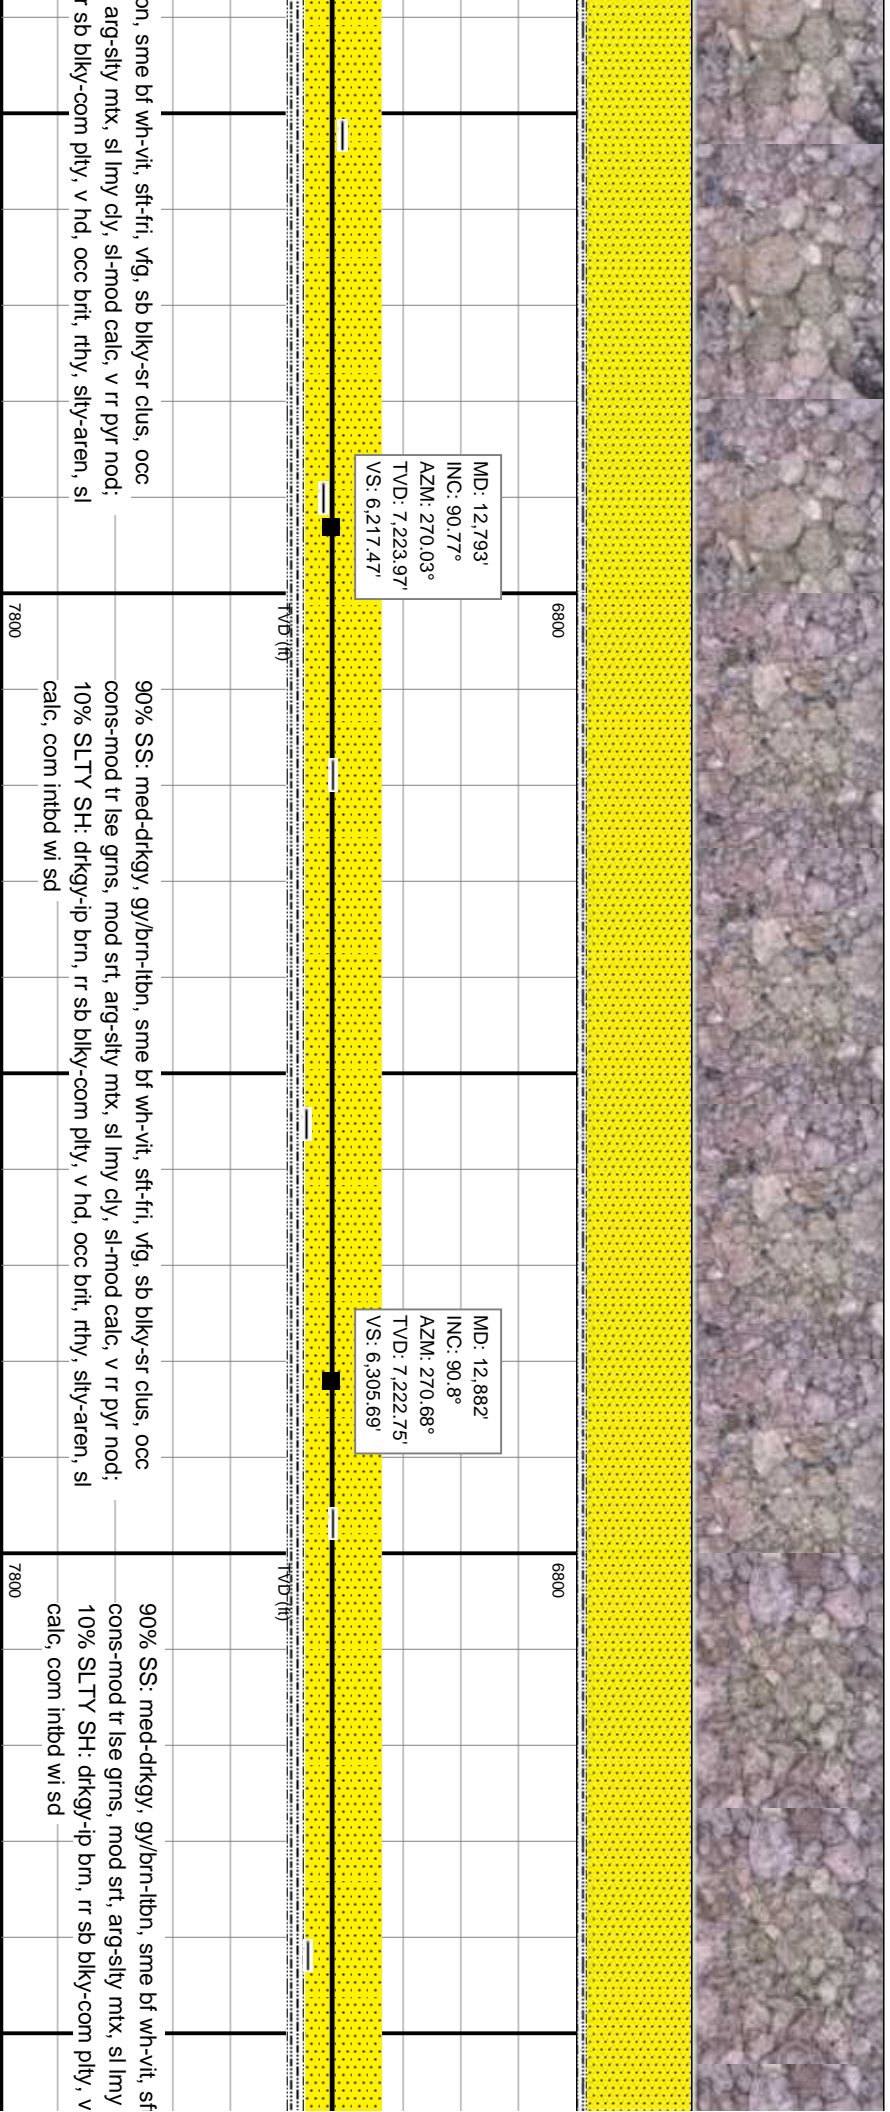 on, sme bf wh-vit, sft-fri, vfg, sb blky-sr clus, occ
arg-slty mtx, sl lmy cly, sl-mod calc, v rr pyr nod;
r sb blky-com plty, v hd, occ brit, rthy, slty-aren, sl
MD: 12,793'
INC: 90.77°
AZM: 270.03°
TVD: 7,223.97'
VS: 6,217.47'
6800
TVD (ft)
7800
90% SS: med-drkgy, gy/brn-ltbn, sme bf wh-vit, sft-fri, vfg, sb blky-sr clus, occ
cons-mod tr lse grns, mod srt, arg-slty mtx, sl lmy cly, sl-mod calc, v rr pyr nod;
10% SLTY SH: drkgy-ip brn, rr sb blky-com plty, v hd, occ brit, rthy, slty-aren, sl
calc, com intbd wi sd
MD: 12,882'
INC: 90.8°
AZM: 270.68°
TVD: 7,222.75'
VS: 6,305.69'
6800
TVD (ft)
7800
90% SS: med-drkgy, gy/brn-ltbn, sme bf wh-vit, sf
cons-mod tr lse grns, mod srt, arg-slty mtx, sl lmy
10% SLTY SH: drkgy-ip brn, rr sb blky-com plty, v
calc, com intbd wi sd